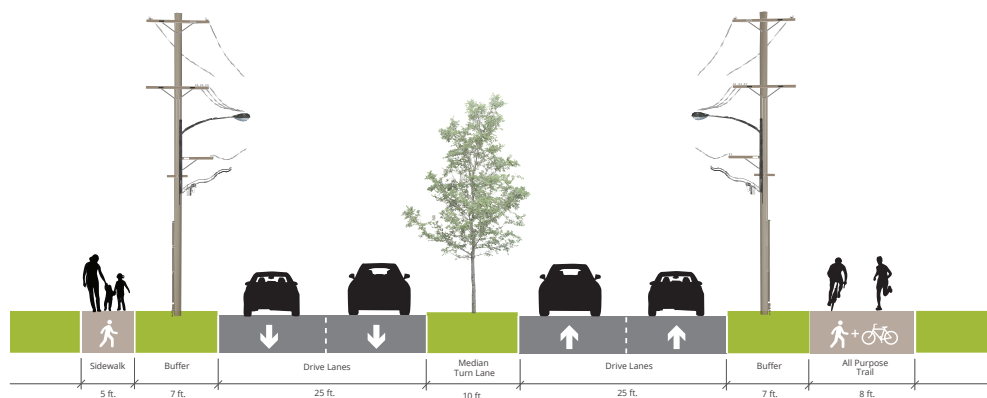 Sidewalk
Buffer
Drive Lanes
Median
Turn Lane
Drive Lanes
Buffer
All Purpose
Trail
5 ft.
7 ft.
25 ft.
10 ft
25 ft.
7 ft.
8 ft.
+